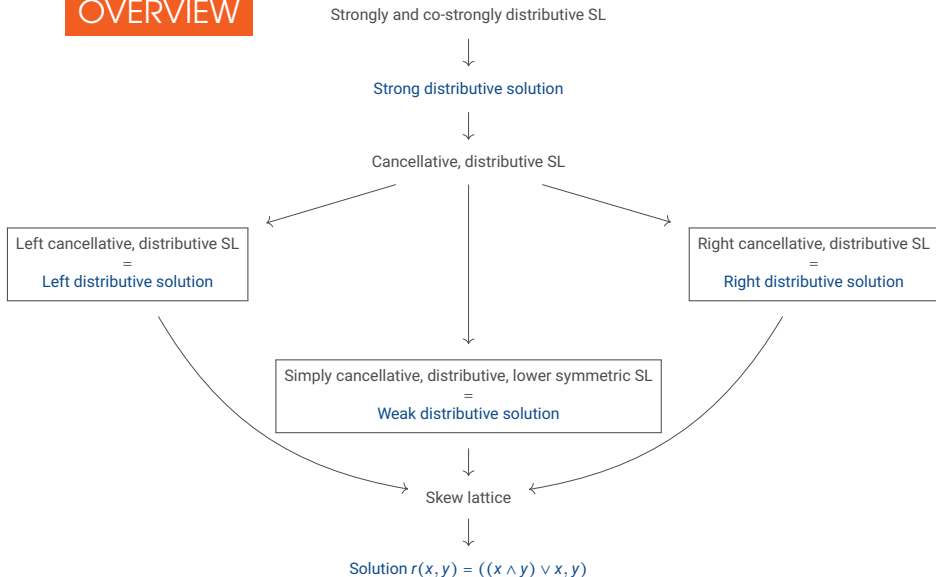 OVERVIEW
Strongly and co-strongly distributive SL
Strong distributive solution
Cancellative, distributive SL
Left cancellative, distributive SL
=
Left distributive solution
Right cancellative, distributive SL
=
Right distributive solution
Simply cancellative, distributive, lower symmetric SL
=
Weak distributive solution
Skew lattice
Solution r(x, y) = ((x ∧ y) ∨ x, y)